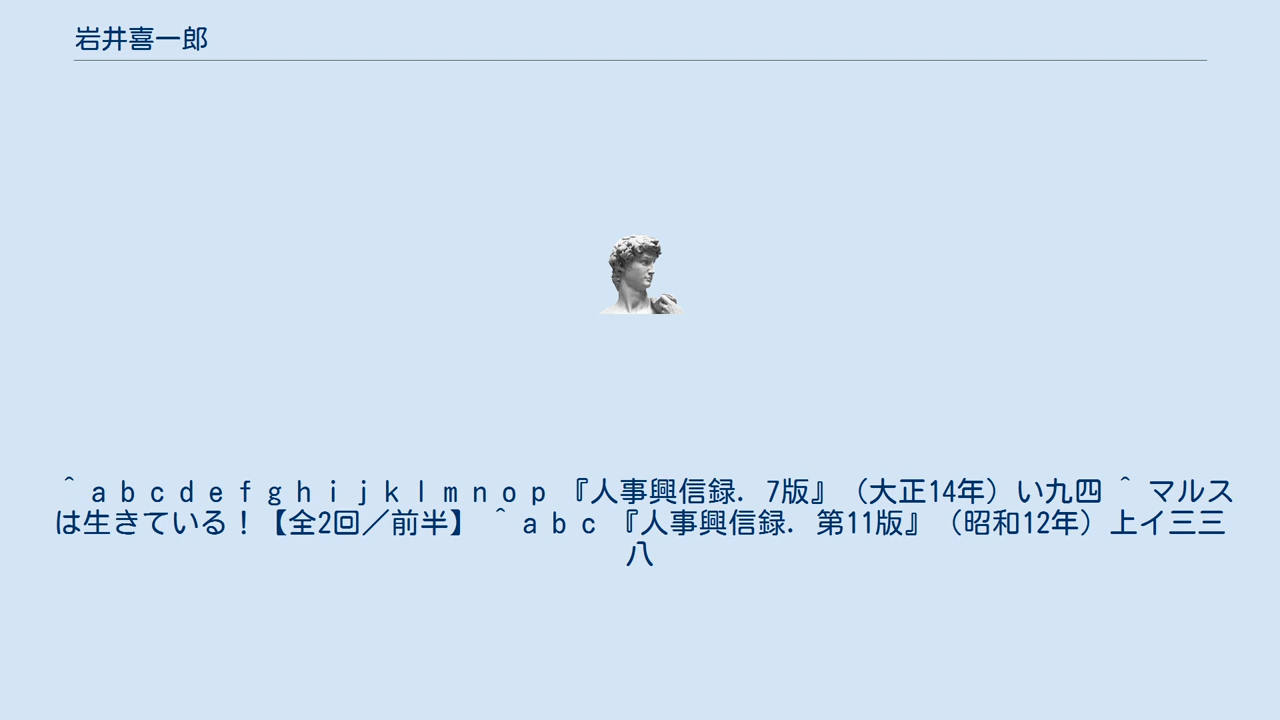 岩井喜一郎
^ a b c d e f g h i j k l m n o p 『人事興信録. 7版』（大正14年）い九四 ^ マルス
は生きている！【全2回／前半】 ^ a b c 『人事興信録. 第11版』（昭和12年）上イ三三
八